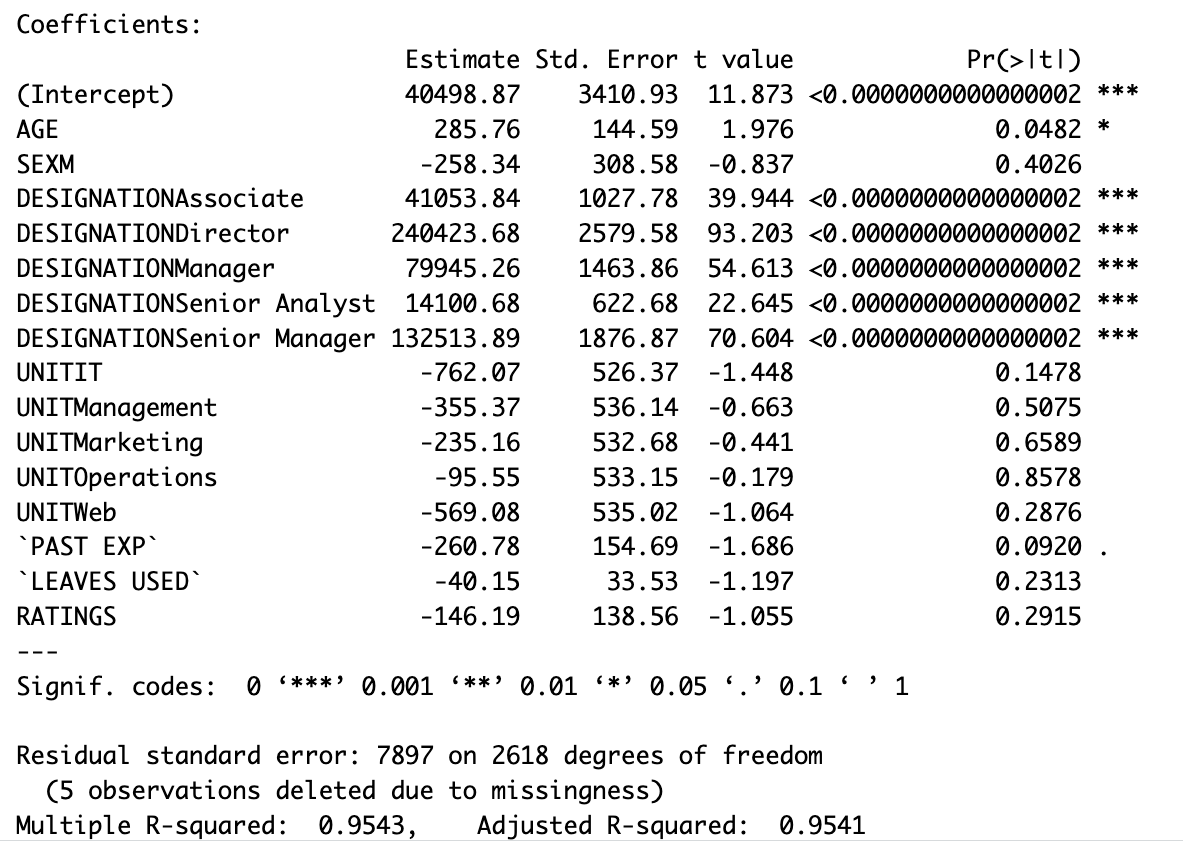 Coefficients:
                        Estimate Std. Error t value            Pr(>|t|)
(Intercept)             40498.87    3410.93  11.873 <0.0000000000000002 ***
AGE                       285.76     144.59   1.976              0.0482 *
SEXM                     -258.34     308.58  -0.837              0.4026
DESIGNATIONAssociate    41053.84    1027.78  39.944 <0.0000000000000002 ***
DESIGNATIONDirector    240423.68    2579.58  93.203 <0.0000000000000002 ***
DESIGNATIONManager      79945.26    1463.86  54.613 <0.0000000000000002 ***
DESIGNATIONSenior Analyst  14100.68     622.68  22.645 <0.0000000000000002 ***
DESIGNATIONSenior Manager 132513.89    1876.87  70.604 <0.0000000000000002 ***
UNITIT                   -762.07     526.37  -1.448              0.1478
UNITManagement           -355.37     536.14  -0.663              0.5075
UNITMarketing            -235.16     532.68  -0.441              0.6589
UNITOperations            -95.55     533.15  -0.179              0.8578
UNITWeb                  -569.08     535.02  -1.064              0.2876
`PAST EXP`               -260.78     154.69  -1.686              0.0920 .
`LEAVES USED`             -40.15      33.53  -1.197              0.2313
RATINGS                  -146.19     138.56  -1.055              0.2915
---
Signif. codes:  0 ‘***’ 0.001 ‘**’ 0.01 ‘*’ 0.05 ‘.’ 0.1 ‘ ’ 1
Residual standard error: 7897 on 2618 degrees of freedom
  (5 observations deleted due to missingness)
Multiple R-squared:  0.9543,    Adjusted R-squared:  0.9541